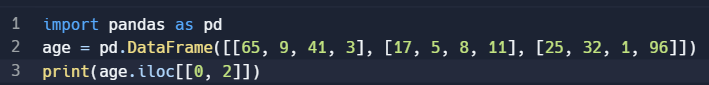 1 import pandas as pd
2 age = pd.DataFrame([[65, 9, 41, 3], [17, 5, 8, 11], [25, 32, 1, 96]])
3 print(age.iloc[[0, 2]])